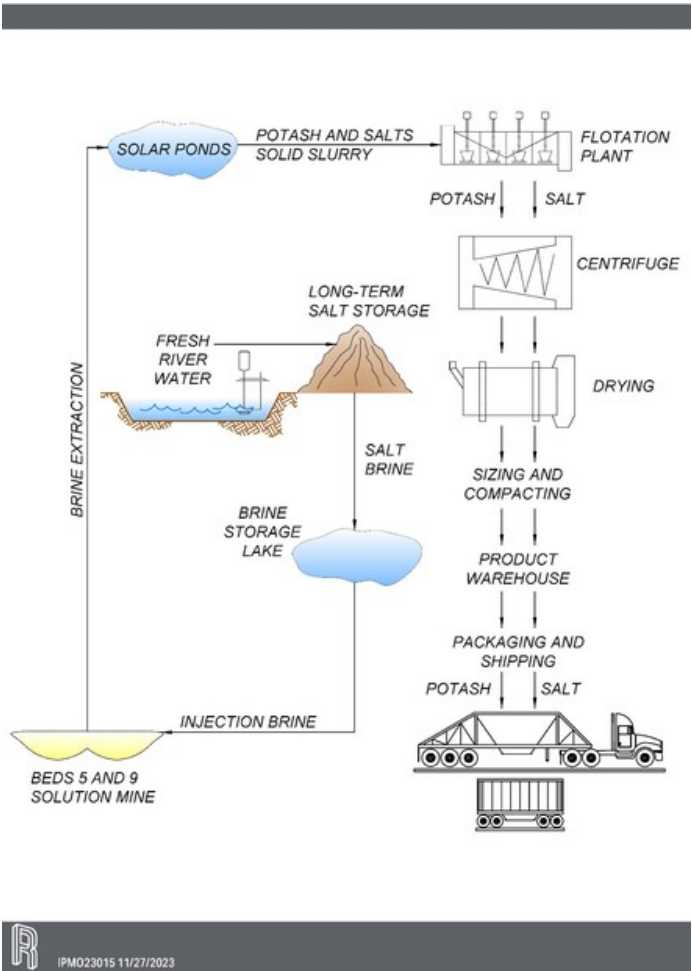 SOLAR PONDS
POTASH AND SALTS
SOLID SLURRY
FLOTATION
PLANT
POTASH
SALT
CENTRIFUGE
LONG-TERM
SALT STORAGE
FRESH
RIVER
WATER
DRYING
BRINE EXTRACTION
SALT
BRINE
SIZING AND
COMPACTING
BRINE
STORAGE
LAKE
PRODUCT
WAREHOUSE
PACKAGING AND
SHIPPING
POTASH
SALT
INJECTION BRINE
BEDS 5 AND 9
SOLUTION MINE
R
IPMO23015 11/27/2023